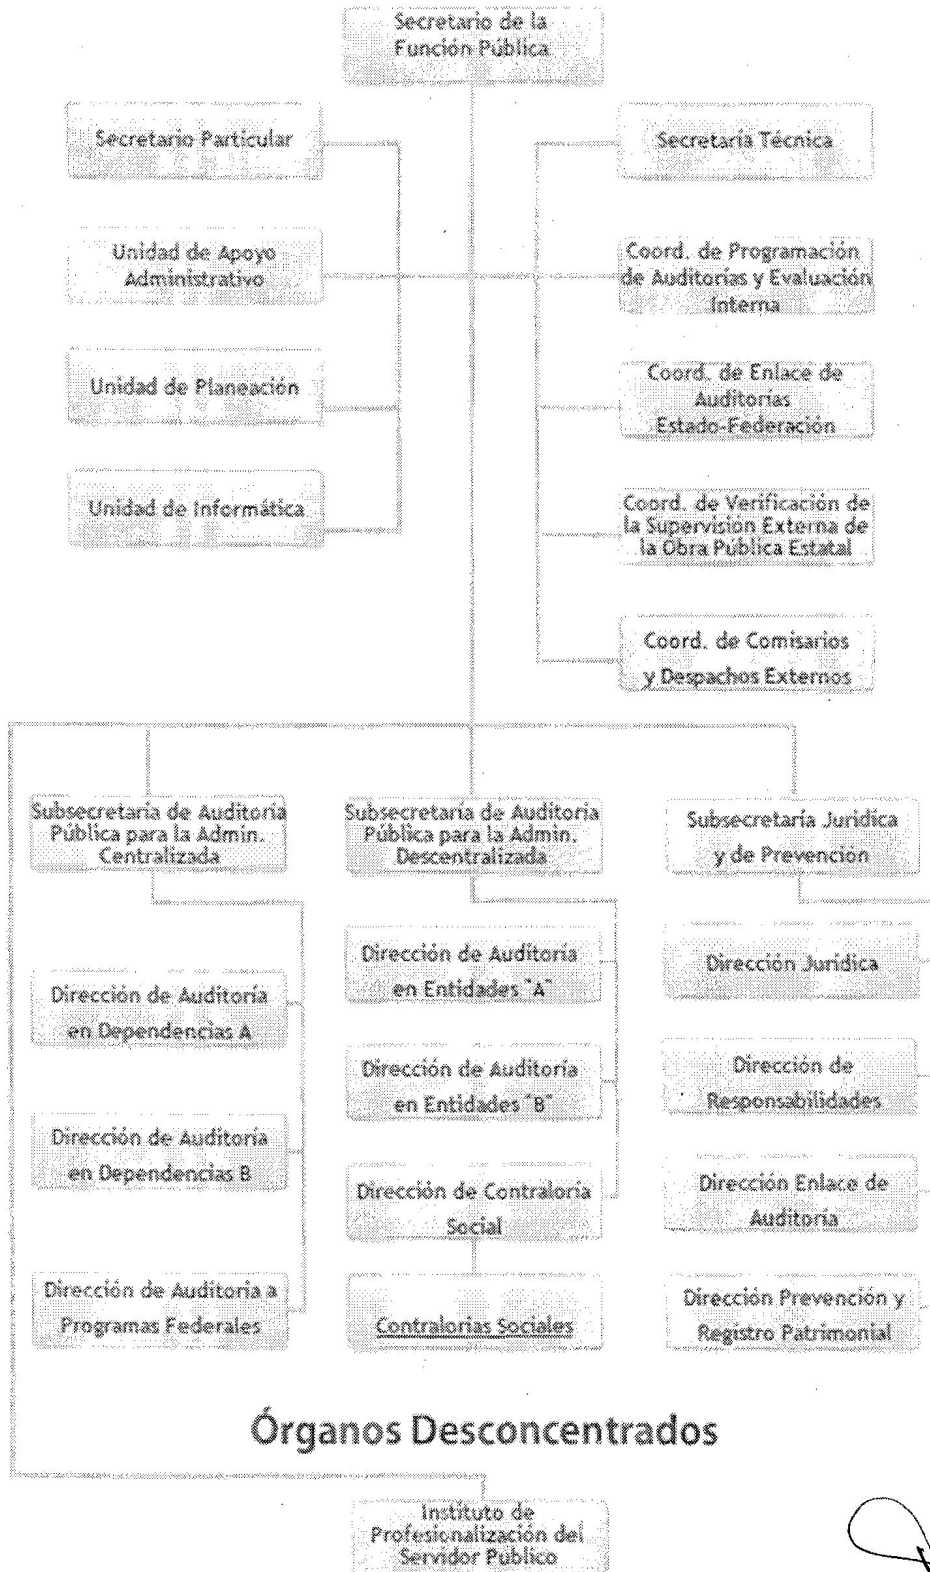 Secretario de la
Función Pública
Secretario Particular
Secretaría Técnica
Unidad de Apoyo
Administrativo
Coord. de Programación
de Auditorías y Evaluación
Interna
Unidad de Planeación
Coord. de Enlace de
Auditorías
Estado-Federación
Unidad de Informática
Coord. de Verificación de
la Supervisión Externa de
la Obra Pública Estatal
Coord. de Comisarios
y Despachos Externos
Subsecretaría de Auditoria
Pública para la Admin.
Centralizada
Subsecretaría de Auditoria
Pública para la Admin.
Descentralizada
Subsecretaría Jurídica
y de Prevención
Dirección de Auditoría
en Dependencias A
Dirección de Auditoría
en Dependencias B
Dirección de Auditoria a
Programas Federales
Dirección de Auditoría
en Entidades "A"
Dirección de Auditoría
en Entidades "B"
Dirección de Contraloría
Social
Contralorias Sociales
Dirección Jurídica
Dirección de
Responsabilidades
Dirección Enlace de
Auditoría
Dirección Prevención y
Registro Patrimonial
Órganos Desconcentrados
Instituto de
Profesionalización del
Servidor Público